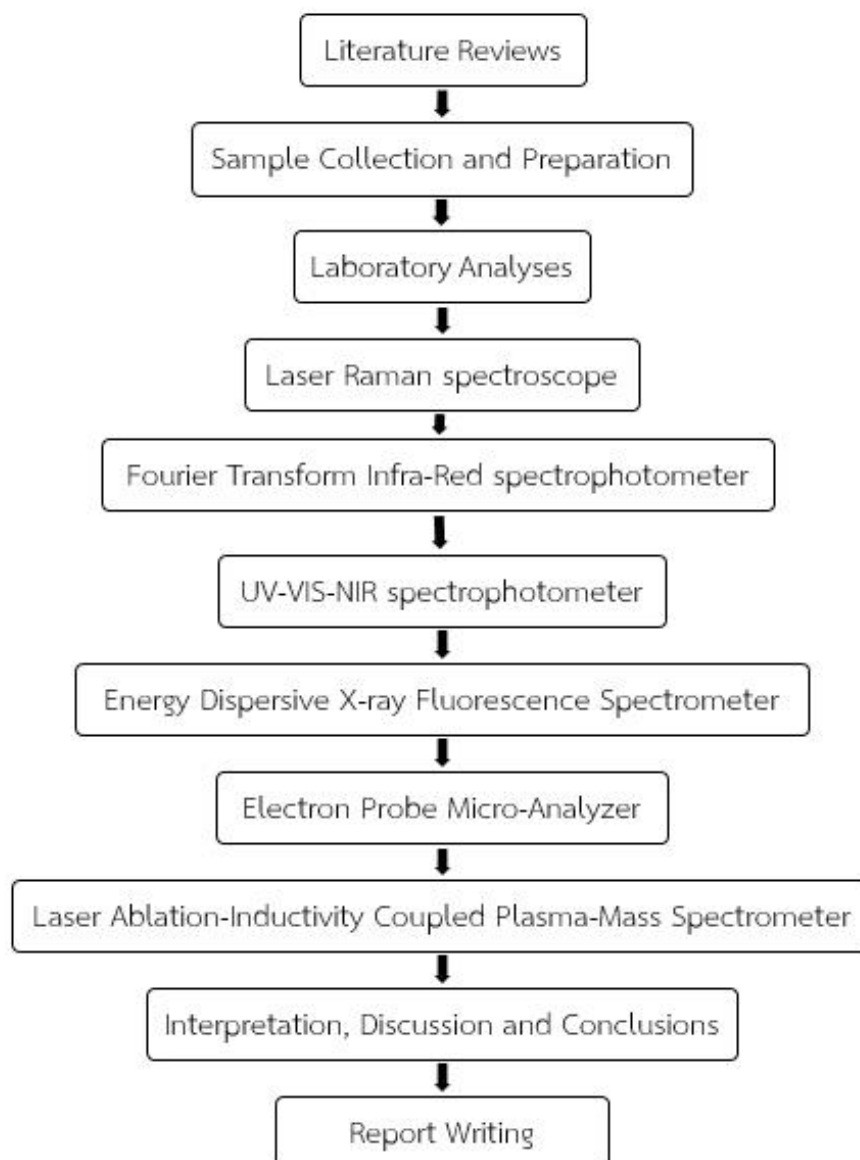 Literature Reviews
Sample Collection and Preparation
Laboratory Analyses
Laser Raman spectroscope
Fourier Transform Infra-Red spectrophotometer
UV-VIS-NIR spectrophotometer
Energy Dispersive X-ray Fluorescence Spectrometer
Electron Probe Micro-Analyzer
Laser Ablation-Inductivity Coupled Plasma-Mass Spectrometer
Interpretation, Discussion and Conclusions
Report Writing